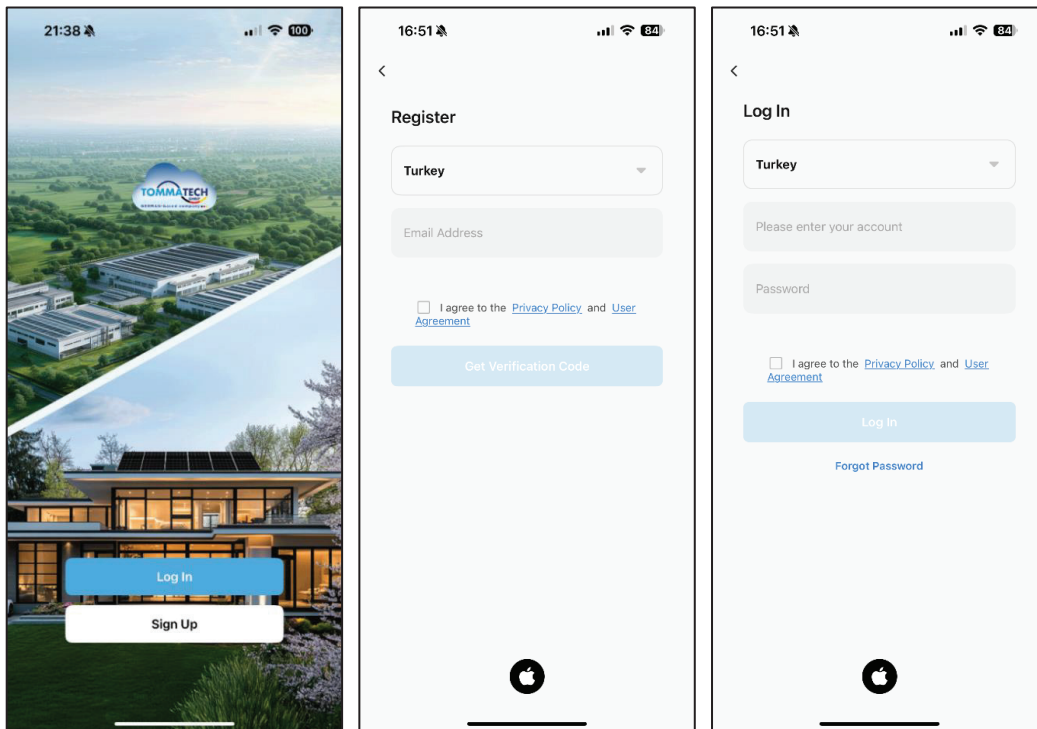 21:38
100
TOMMATECH
Log In
Sign Up
16:51
84
Register
Turkey
Email Address
I agree to the Privacy Policy and User
Agreement
Get Verification Code
16:51
84
Log In
Turkey
Please enter your account
Password
I agree to the Privacy Policy and User
Agreement
Log In
Forgot Password